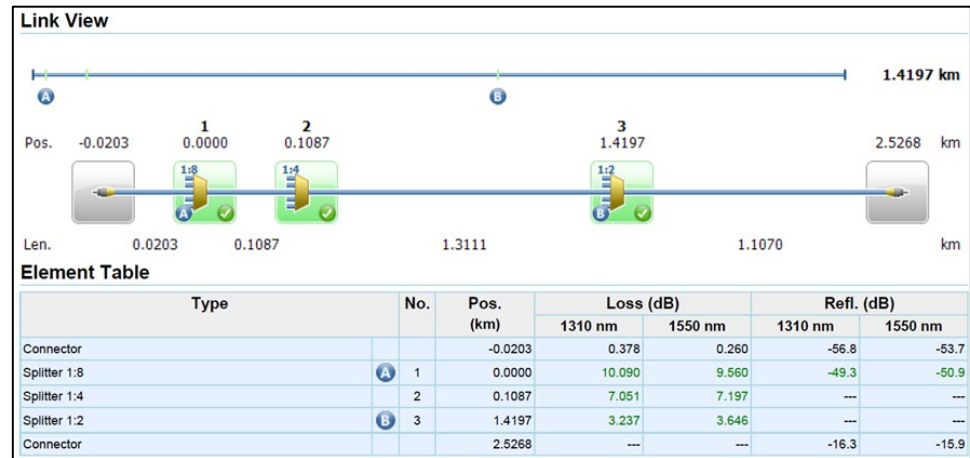 Link View
1.4197 km
A B
1 2 3
Pos. -0.0203 0.0000 0.1087 1.4197 2.5268 km
1:8 1:4 1:2
A B
Len. 0.0203 0.1087 1.3111 1.1070 km
Element Table
Type No. Pos. (km) Loss (dB) Refl. (dB)
1310 nm 1550 nm 1310 nm 1550 nm
Connector -0.0203 0.378 0.260 -56.8 -53.7
Splitter 1:8 A 1 0.0000 10.090 9.560 -49.3 -50.9
Splitter 1:4 2 0.1087 7.051 7.197 --- ---
Splitter 1:2 B 3 1.4197 3.237 3.646 --- ---
Connector 2.5268 --- --- -16.3 -15.9